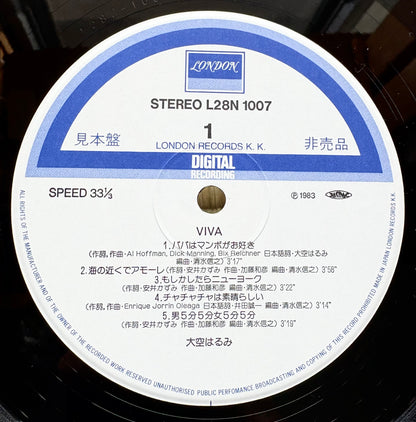 LONDON
STEREO L28N 1007
見本盤
1
非売品
LONDON RECORDS K. K.
DIGITAL
RECORDING
SPEED 33⅓
Ⓟ1983
VIVA
1.パパはマンボがお好き
(作詞, 作曲・Al Hoffman, Dick Manning, Bix Reichner 日本語詞・大空はるみ
編曲・清水信之) 3'17"
2.海の近くでアモーレ (作詞・安井かずみ 作曲・加藤和彦 編曲・清水信之) 3'56"
3.もしかしたらニューヨーク
(作詞・安井かずみ 作曲・加藤和彦 編曲・清水信之) 3'22"
4.チャチャチャは素晴らしい
(作詞, 作曲・Enrique Jorrin Oleaga 日本語詞・井田誠一 編曲・清水信之) 3'14"
5.男5分5分女5分5分
(作詞・安井かずみ 作曲・加藤和彦 編曲・清水信之) 3'19"
大空はるみ
ALL RIGHTS OF THE MANUFACTURER AND OF THE OWNER OF THE RECORDED WORK RESERVED UNAUTHORISED PUBLIC PERFOMANCE BROADCASTING AND COPYING OF THIS RECORD PROHIBITED MANUFACTURED IN JAPAN LONDON RECORDS K.K.